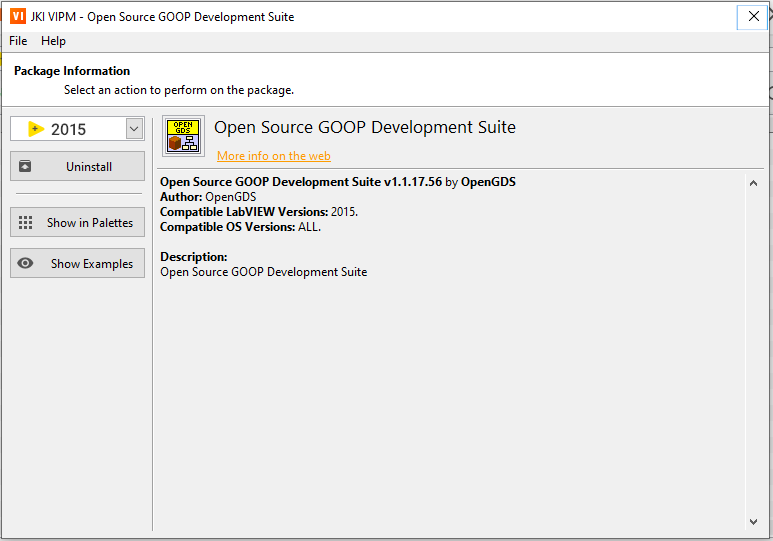 VI JKI VIPM - Open Source GOOP Development Suite
File Help
Package Information
Select an action to perform on the package.
2015
Uninstall
Show in Palettes
Show Examples
OPEN
GDS
Open Source GOOP Development Suite
More info on the web
Open Source GOOP Development Suite v1.1.17.56 by OpenGDS
Author: OpenGDS
Compatible LabVIEW Versions: 2015.
Compatible OS Versions: ALL.
Description:
Open Source GOOP Development Suite